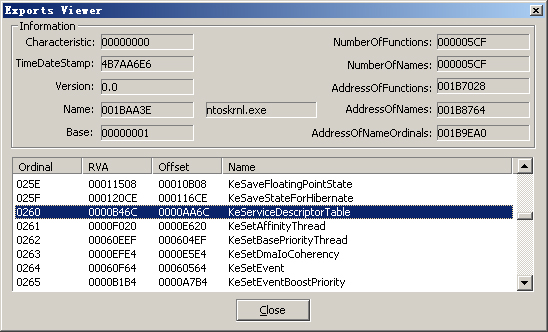 Exports Viewer
Information
Characteristic: 00000000 NumberOfFunctions: 000005CF
TimeDateStamp: 4B7AA6E6 NumberOfNames: 000005CF
Version: 0.0 AddressOfFunctions: 001B7028
Name: 001BAA3E ntoskrnl.exe AddressOfNames: 001B8764
Base: 00000001 AddressOfNameOrdinals: 001B9EA0
Ordinal RVA Offset Name
025E 00011508 00010B08 KeSaveFloatingPointState
025F 000120CE 000116CE KeSaveStateForHibernate
0260 0000B46C 0000AA6C KeServiceDescriptorTable
0261 0000F020 0000E620 KeSetAffinityThread
0262 00060EEF 000604EF KeSetBasePriorityThread
0263 0000EFE4 0000E5E4 KeSetDmaIoCoherency
0264 00060F64 00060564 KeSetEvent
0265 0000B1B4 0000A7B4 KeSetEventBoostPriority
Close